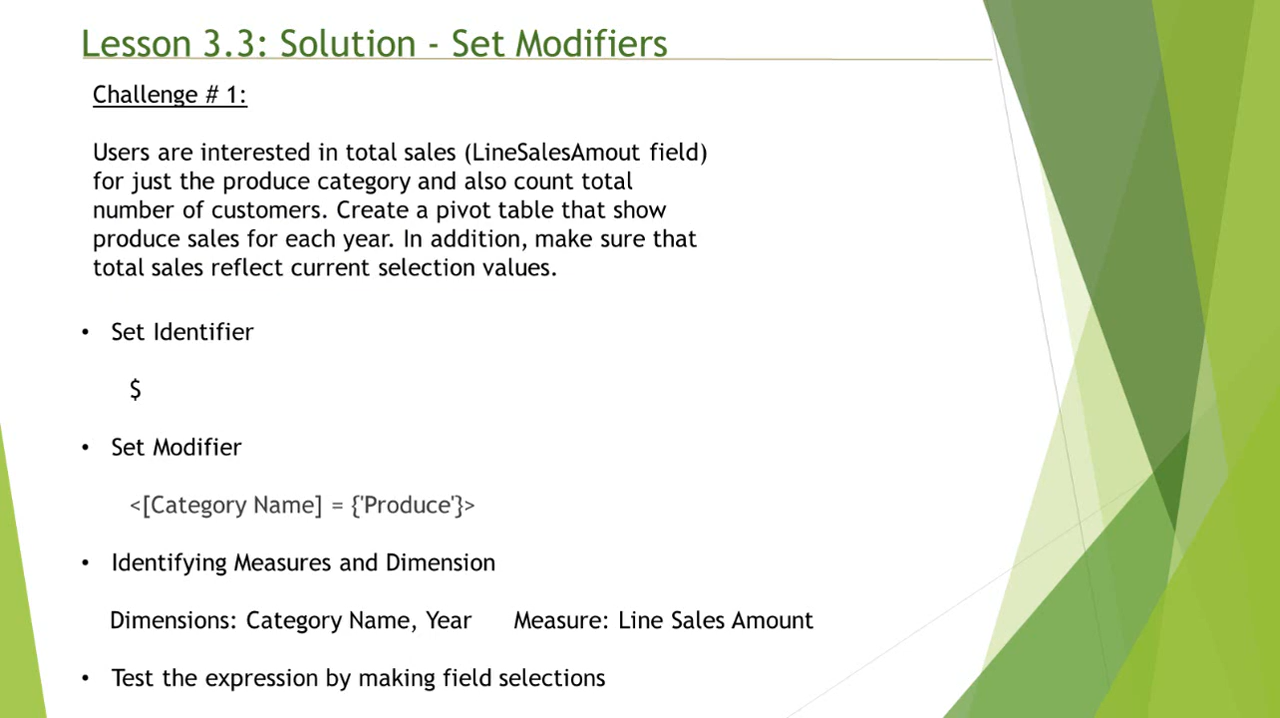 Lesson 3.3: Solution - Set Modifiers
Challenge # 1:
Users are interested in total sales (LineSalesAmout field)
for just the produce category and also count total
number of customers. Create a pivot table that show
produce sales for each year. In addition, make sure that
total sales reflect current selection values.
• Set Identifier
$
• Set Modifier
<[Category Name] = {'Produce'}>
• Identifying Measures and Dimension
Dimensions: Category Name, Year Measure: Line Sales Amount
• Test the expression by making field selections